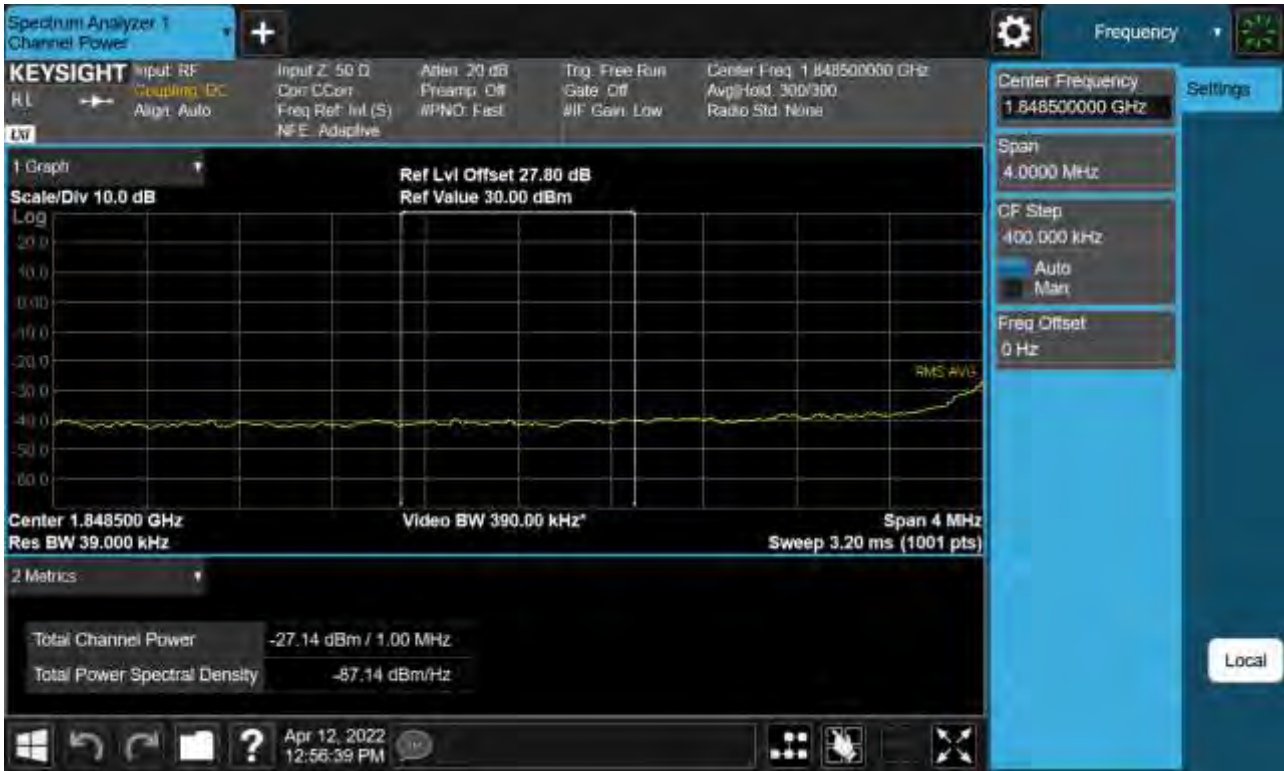 Spectrum Analyzer 1
Channel Power
+
Frequency
KEYSIGHT
RL
LXI
Input: RF
Coupling: DC
Align: Auto
Input Z: 50 Ω
Corr CCorr
Freq Ref: Int (S)
NFE: Adaptive
Atten: 20 dB
Preamp: Off
#PNO: Fast
Trig: Free Run
Gate: Off
#IF Gain: Low
Center Freq: 1.848500000 GHz
Avg|Hold: 300/300
Radio Std: None
Center Frequency
1.848500000 GHz
Settings
Span
4.0000 MHz
CF Step
400.000 kHz
Auto
Man
Freq Offset
0 Hz
1 Graph
Scale/Div 10.0 dB
Ref Lvl Offset 27.80 dB
Ref Value 30.00 dBm
Log
20.0
10.0
0.00
-10.0
-20.0
-30.0
-40.0
-50.0
-60.0
RMS AVG
Center 1.848500 GHz
Video BW 390.00 kHz*
Span 4 MHz
Res BW 39.000 kHz
Sweep 3.20 ms (1001 pts)
2 Metrics
Total Channel Power
-27.14 dBm / 1.00 MHz
Total Power Spectral Density
-87.14 dBm/Hz
Local
?
Apr 12, 2022
12:56:39 PM